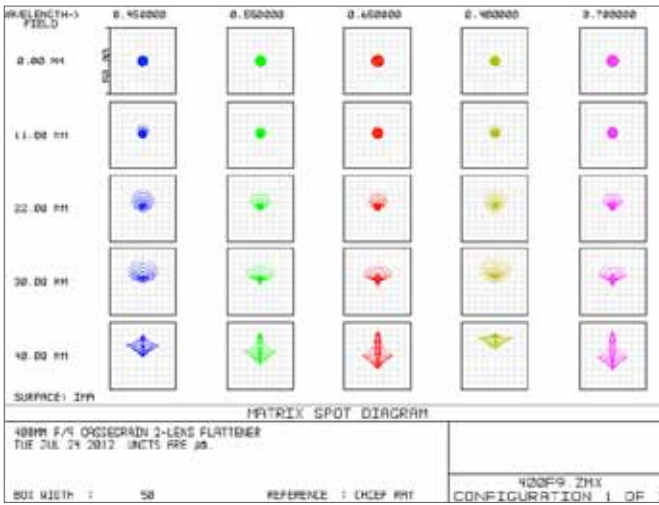 WAVELENGTH-> 0.450000 0.550000 0.650000 0.400000 0.700000
FIELD
0.00 MM
50.00
11.00 MM
22.00 MM
30.00 MM
40.00 MM
SURFACE: IMA
MATRIX SPOT DIAGRAM
400MM F/9 CASSEGRAIN 2-LENS FLATTENER
TUE JUL 24 2012 UNITS ARE µm.
BOX WIDTH : 50 REFERENCE : CHIEF RAY
400F9.ZMX
CONFIGURATION 1 OF